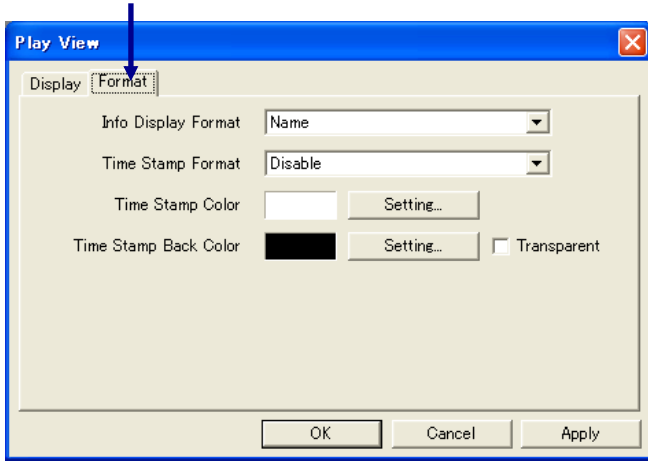 Play View
Display Format
Info Display Format Name
Time Stamp Format Disable
Time Stamp Color Setting...
Time Stamp Back Color Setting... Transparent
OK Cancel Apply